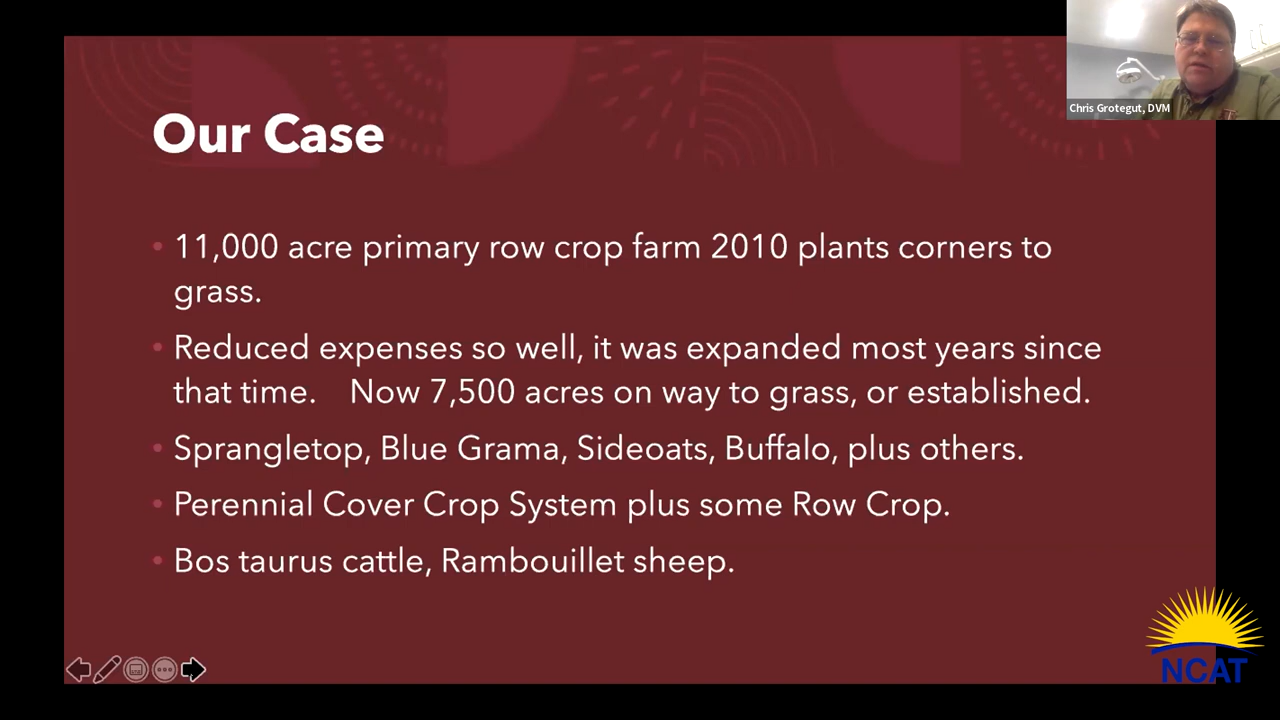 Chris Grotegut, DVM
Our Case
• 11,000 acre primary row crop farm 2010 plants corners to
grass.
• Reduced expenses so well, it was expanded most years since
that time.    Now 7,500 acres on way to grass, or established.
• Sprangletop, Blue Grama, Sideoats, Buffalo, plus others.
• Perennial Cover Crop System plus some Row Crop.
• Bos taurus cattle, Rambouillet sheep.
NCAT